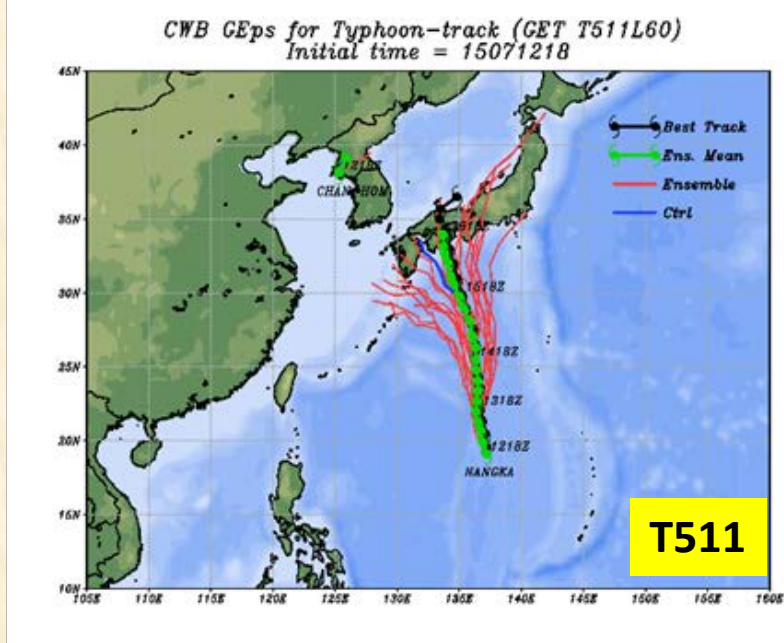 CWB GEps for Typhoon-track (GET T511L60)
Initial time = 15071218
45N
40N
35N
30N
25N
20N
15N
10N
Best Track
Ens. Mean
Ensemble
Ctrl
1218Z
CHAN-HOM
1618Z
1518Z
1418Z
1318Z
1218Z
NANGKA
T511
105E 110E 115E 120E 125E 130E 135E 140E 145E 150E 155E 160E